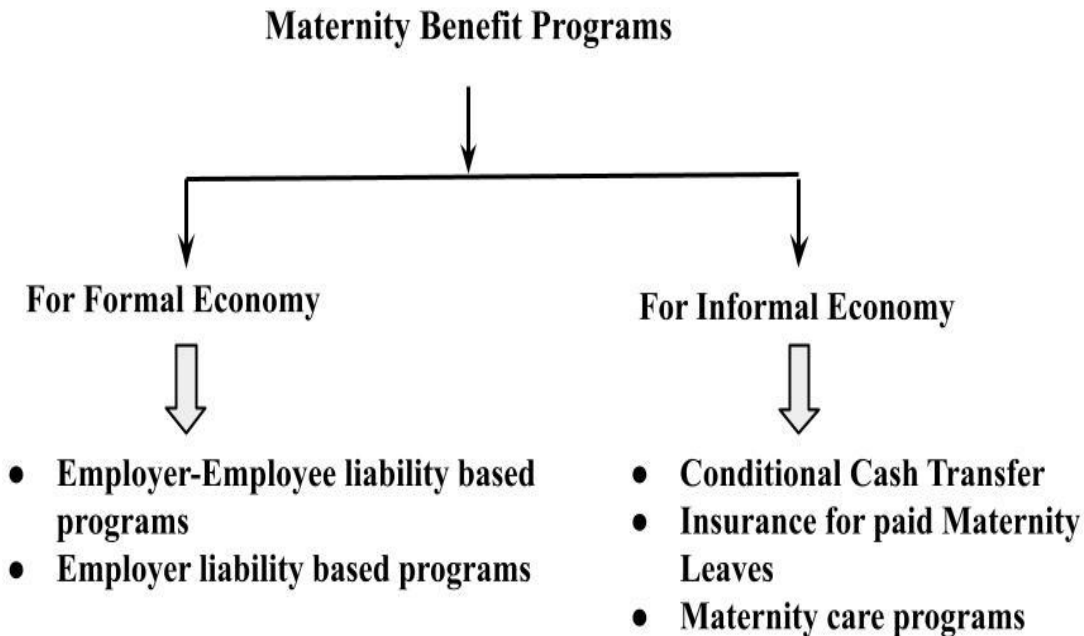 Maternity Benefit Programs
For Formal Economy
● Employer-Employee liability based
programs
● Employer liability based programs
For Informal Economy
● Conditional Cash Transfer
● Insurance for paid Maternity
Leaves
● Maternity care programs